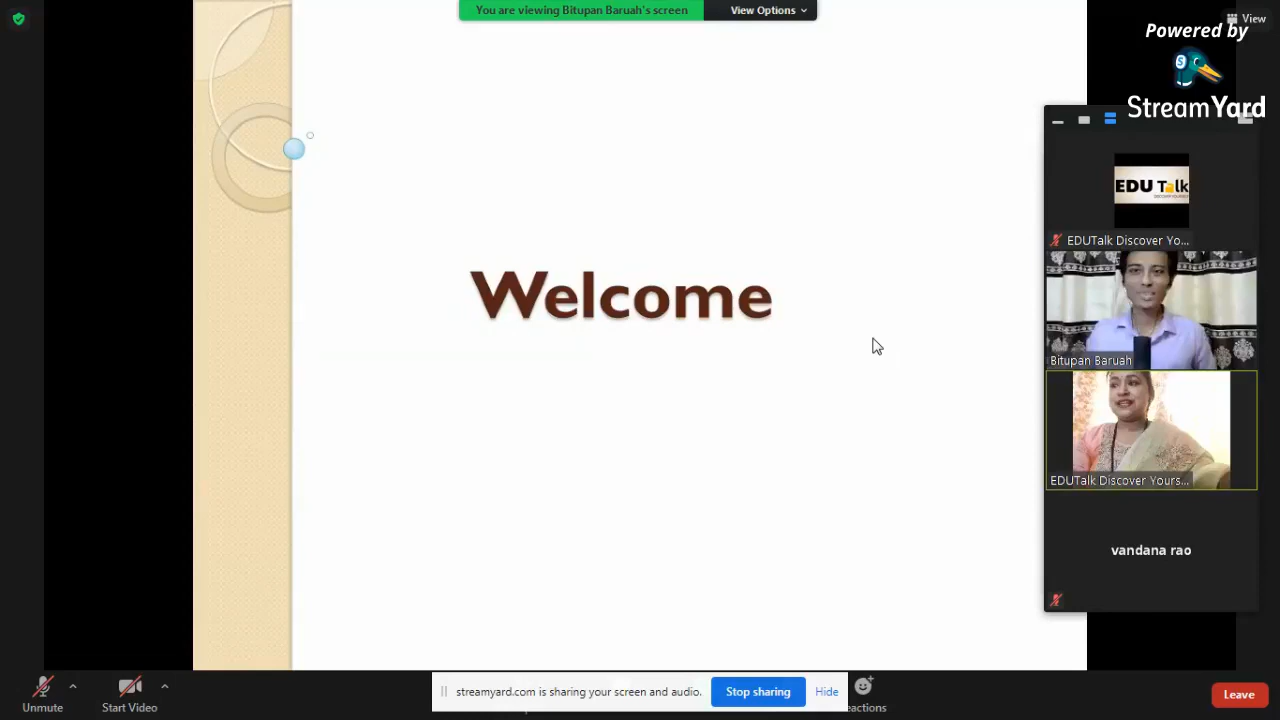 You are viewing Bitupan Baruah's screen
View Options
View
Powered by
StreamYard
EDU Talk
EDUTalk Discover Yo...
Welcome
Bitupan Baruah
EDUTalk Discover Yours...
vandana rao
Unmute
Start Video
streamyard.com is sharing your screen and audio.
Stop sharing
Hide
eactions
Leave